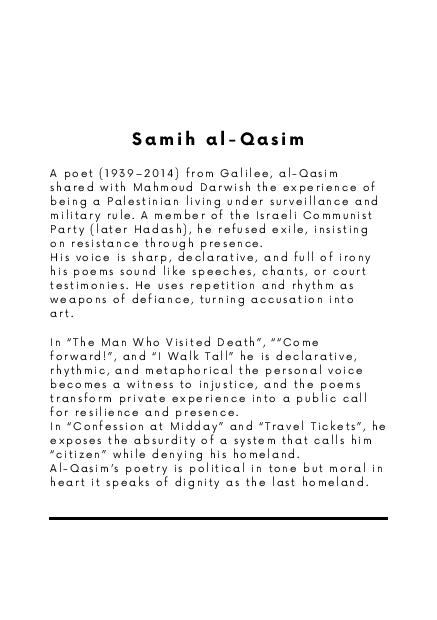 Samih al-Qasim
A poet (1939–2014) from Galilee, al-Qasim
shared with Mahmoud Darwish the experience of
being a Palestinian living under surveillance and
military rule. A member of the Israeli Communist
Party (later Hadash), he refused exile, insisting
on resistance through presence.
His voice is sharp, declarative, and full of irony
his poems sound like speeches, chants, or court
testimonies. He uses repetition and rhythm as
weapons of defiance, turning accusation into
art.
In “The Man Who Visited Death”, ““Come
forward!”, and “I Walk Tall” he is declarative,
rhythmic, and metaphorical the personal voice
becomes a witness to injustice, and the poems
transform private experience into a public call
for resilience and presence.
In “Confession at Midday” and “Travel Tickets”, he
exposes the absurdity of a system that calls him
“citizen” while denying his homeland.
Al-Qasim’s poetry is political in tone but moral in
heart it speaks of dignity as the last homeland.